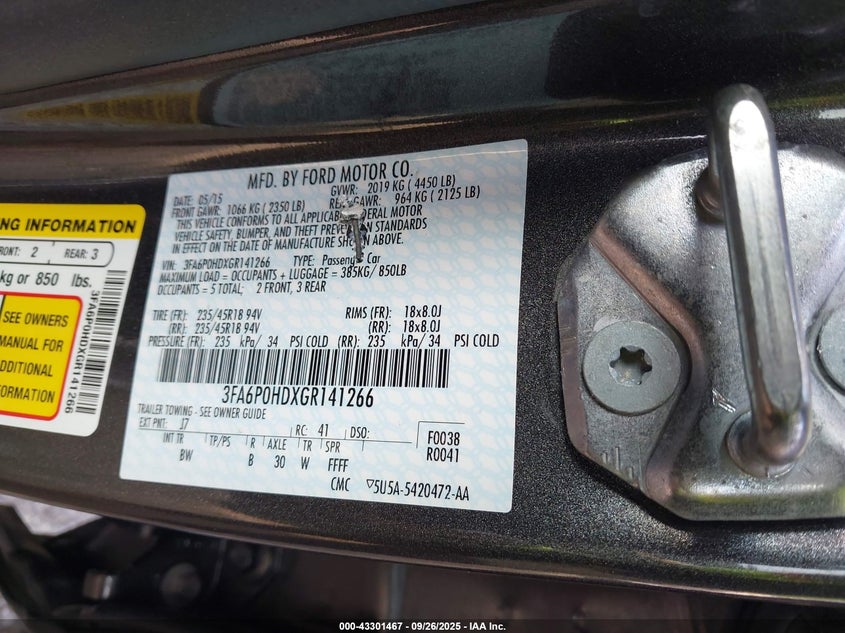 MFD. BY FORD MOTOR CO.
DATE: 05/15 GVWR: 2019 KG ( 4450 LB)
FRONT GAWR: 1066 KG ( 2350 LB) GAWR: 964 KG ( 2125 LB)
THIS VEHICLE CONFORMS TO ALL MOTOR
VEHICLE SAFETY, BUMPER, AND THEFT STANDARDS
IN EFFECT ON THE DATE OF MANUFACTURE ABOVE.
VIN: 3FA6P0HDXGR141266 TYPE: Car
MAXIMUM LOAD = OCCUPANTS + LUGGAGE = 385KG/ 850LB
OCCUPANTS = 5 TOTAL; 2 FRONT, 3 REAR
TIRE (FR): 235/45R18 94V RIMS (FR): 18x8.0J
(RR): 235/45R18 94V (RR): 18x8.0J
PRESSURE (FR): 235 kPa/ 34 PSI COLD (RR): 235 kPa/ 34 PSI COLD
3FA6P0HDXGR141266
TRAILER TOWING - SEE OWNER GUIDE
EXT PNT: J7 RC: 41 DSO:
F0038
R0041
INT TR TP/PS R AXLE TR SPR
BW B 30 W FFFF
CMC 5U5A-5420472-AA
INFORMATION
FRONT: 2 REAR: 3
kg or 850 lbs.
SEE OWNERS
MANUAL FOR
ADDITIONAL
INFORMATION
3FA6P0HDXGR141266
000-43301467 - 09/26/2025 - IAA Inc.